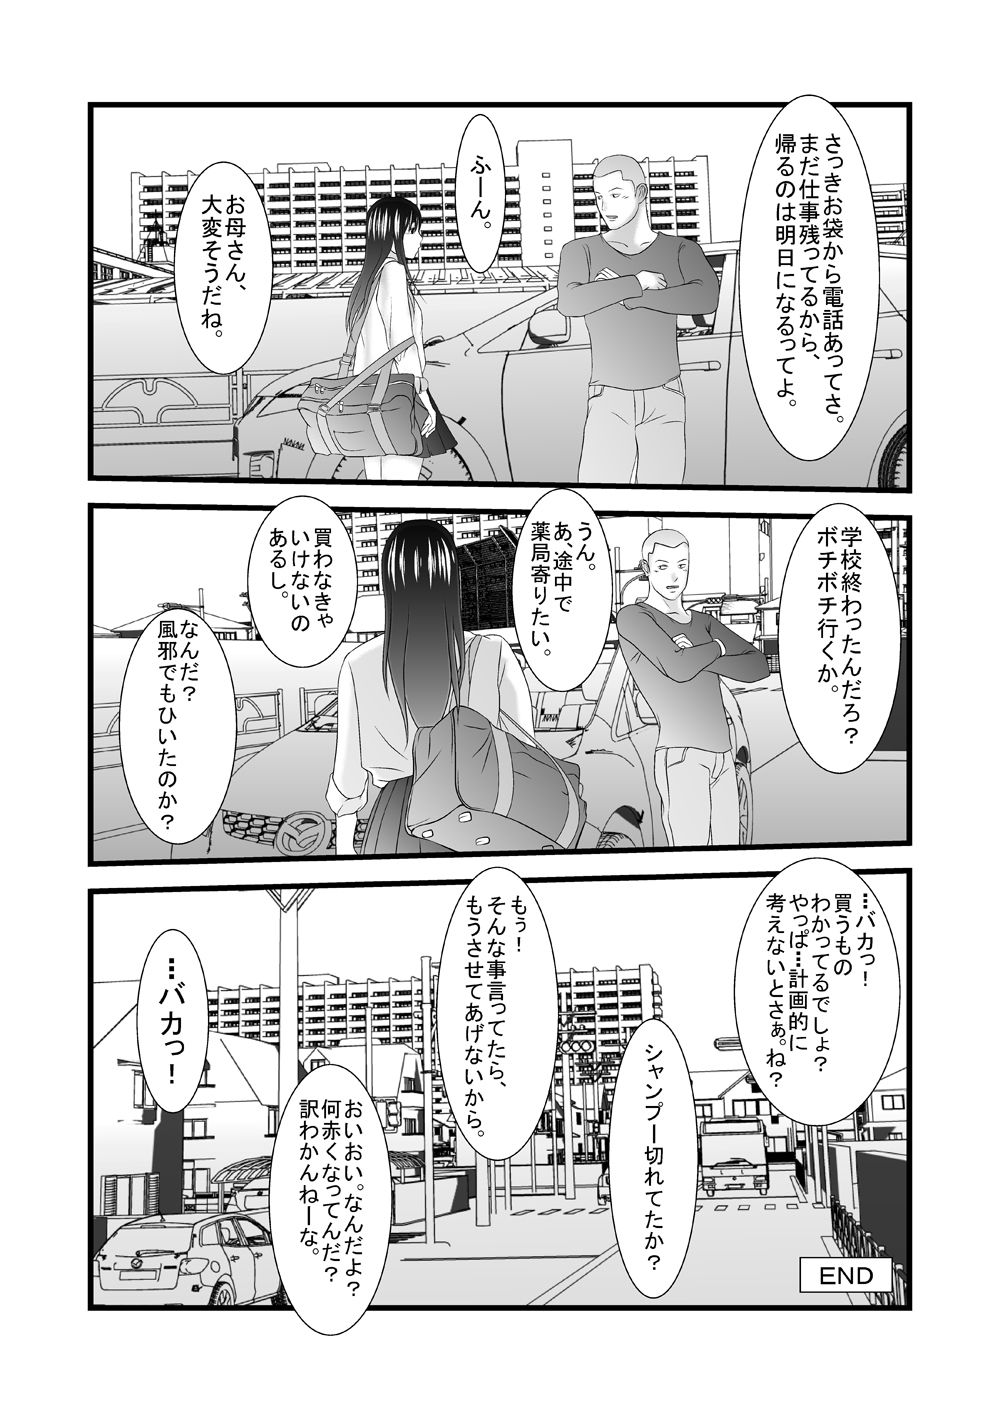 さっきお袋から電話あってさ。
まだ仕事残ってるから、
帰るのは明日になるってよ。
ふーん。
お母さん、
大変そうだね。
学校終わったんだろ？
ボチボチ行くか。
うん。
あ、途中で
薬局寄りたい。
買わなきゃ
いけないの
あるし。
なんだ？
風邪でもひいたのか？
…バカっ！
買うもの
わかってるでしょ？
やっぱ…計画的に
考えないとさぁ。ね？
シャンプー切れてたか？
もぅ！
そんな事言ってたら、
もうさせてあげないから。
おいおい。なんだよ？
何赤くなってんだ？
訳わかんねーな。
…バカっ！
END